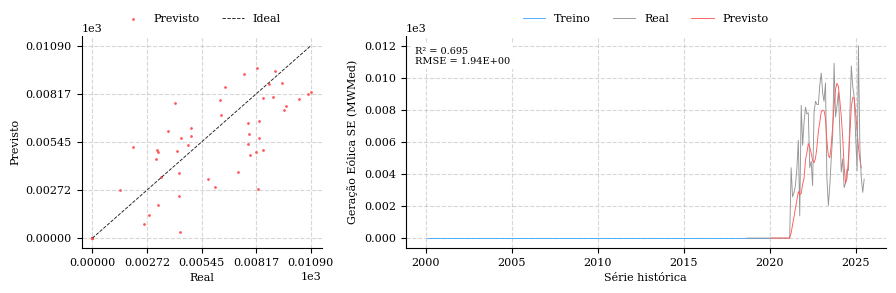 Previsto
Ideal
1e3
0.01090
0.00817
0.00545
0.00272
0.00000
Previsto
0.00000
0.00272
0.00545
0.00817
0.01090
1e3
Real
Treino
Real
Previsto
1e3
R² = 0.695
RMSE = 1.94E+00
0.012
0.010
0.008
0.006
0.004
0.002
0.000
Geração Eólica SE (MWMed)
2000
2005
2010
2015
2020
2025
Série histórica